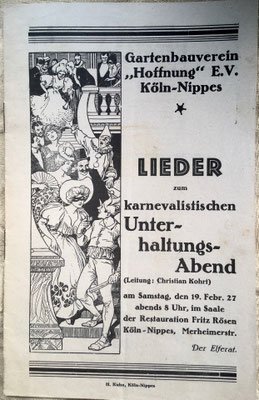 Gartenbauverein
„Hoffnung“ E.V.
Köln-Nippes
LIEDER
zum
karnevalistischen
Unter-
haltungs-
Abend
(Leitung: Christian Kohrt)
am Samstag, den 19. Febr. 27
abends 8 Uhr, im Saale
der Restauration Fritz Rösen
Köln-Nippes, Merheimerstr.
Der Elferat.
Köln-Nippes